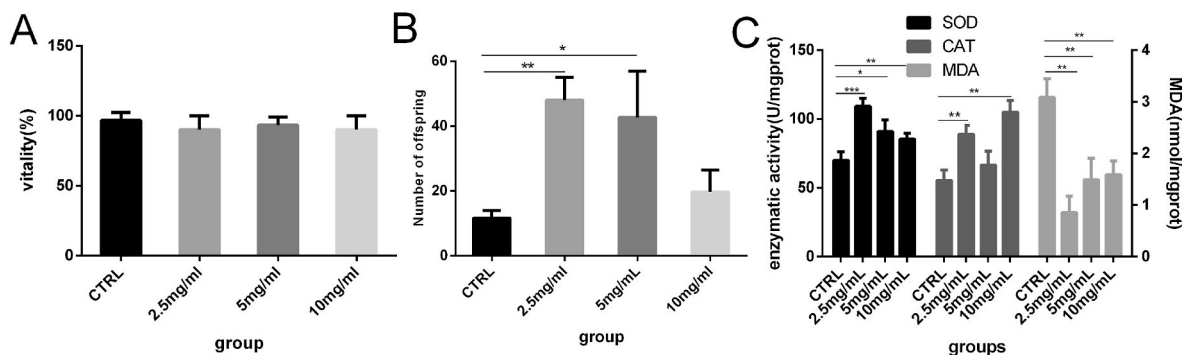 A
vitality(%)
150
100
50
0
CTRL
2.5mg/ml
5mg/ml
10mg/ml
group
B
Number of offspring
60
40
20
0
*
**
CTRL
2.5mg/ml
5mg/mL
10mg/ml
group
C
SOD
CAT
MDA
enzymatic activity(U/mgprot)
150
100
50
0
**
*
***
**
**
**
**
**
4
3
2
1
0
MDA(nmol/mgprot)
CTRL
2.5mg/mL
5mg/mL
10mg/mL
CTRL
2.5mg/mL
5mg/mL
10mg/mL
CTRL
2.5mg/mL
5mg/mL
10mg/mL
groups